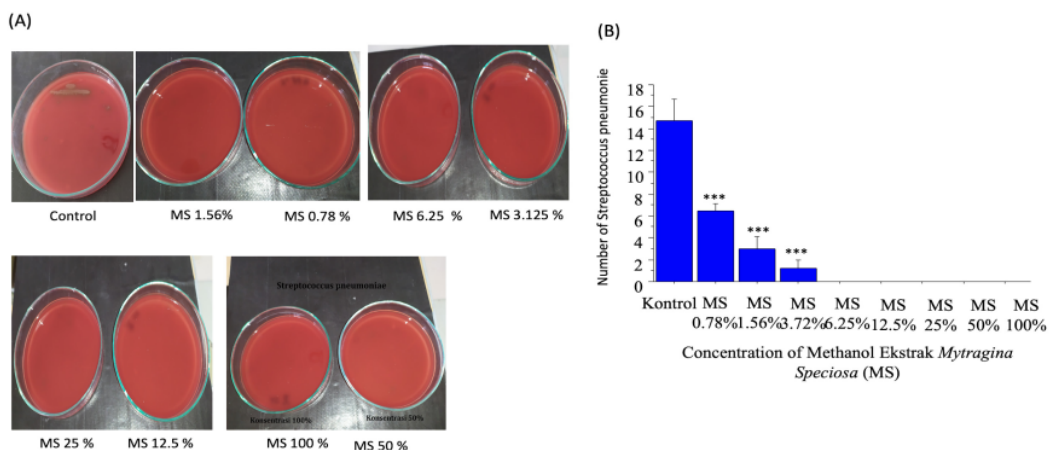 (A)
Control
MS 1.56%
MS 0.78 %
MS 6.25 %
MS 3.125 %
Streptococcus pneumoniae
Konsentrasi 100%
Konsentrasi 50%
MS 25 %
MS 12.5 %
MS 100 %
MS 50 %
(B)
Number of Streptococcus pneumonie
18
16
14
12
10
8
6
4
2
0
***
***
***
Kontrol MS MS MS MS MS MS MS MS
0.78% 1.56% 3.72% 6.25% 12.5% 25% 50% 100%
Concentration of Methanol Ekstrak Mytragina
Speciosa (MS)